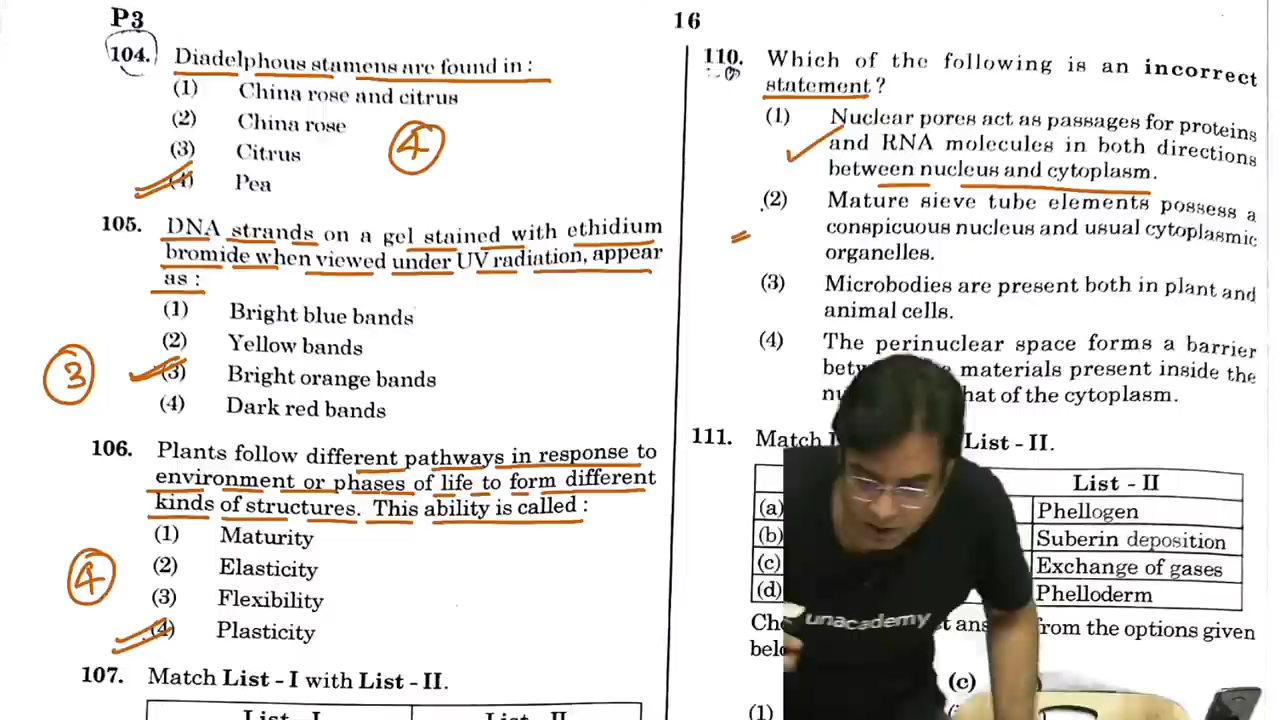 P3
16
104. Diadelphous stamens are found in :
(1) China rose and citrus
(2) China rose
(3) Citrus
(4) Pea
4
105. DNA strands on a gel stained with ethidium
bromide when viewed under UV radiation, appear
as :
(1) Bright blue bands
(2) Yellow bands
(3) Bright orange bands
(4) Dark red bands
3
106. Plants follow different pathways in response to
environment or phases of life to form different
kinds of structures. This ability is called :
(1) Maturity
(2) Elasticity
(3) Flexibility
(4) Plasticity
4
107. Match List - I with List - II.
List - I List - II
110. Which of the following is an incorrect
statement ?
(1) Nuclear pores act as passages for proteins
and RNA molecules in both directions
between nucleus and cytoplasm.
(2) Mature sieve tube elements possess a
conspicuous nucleus and usual cytoplasmic
organelles.
(3) Microbodies are present both in plant and
animal cells.
(4) The perinuclear space forms a barrier
materials present inside the
that of the cytoplasm.
111. Match List - II.
List - II
(a) Phellogen
(b) Suberin deposition
(c) Exchange of gases
(d) Phelloderm
from the options given
(c)
(1)
unacademy